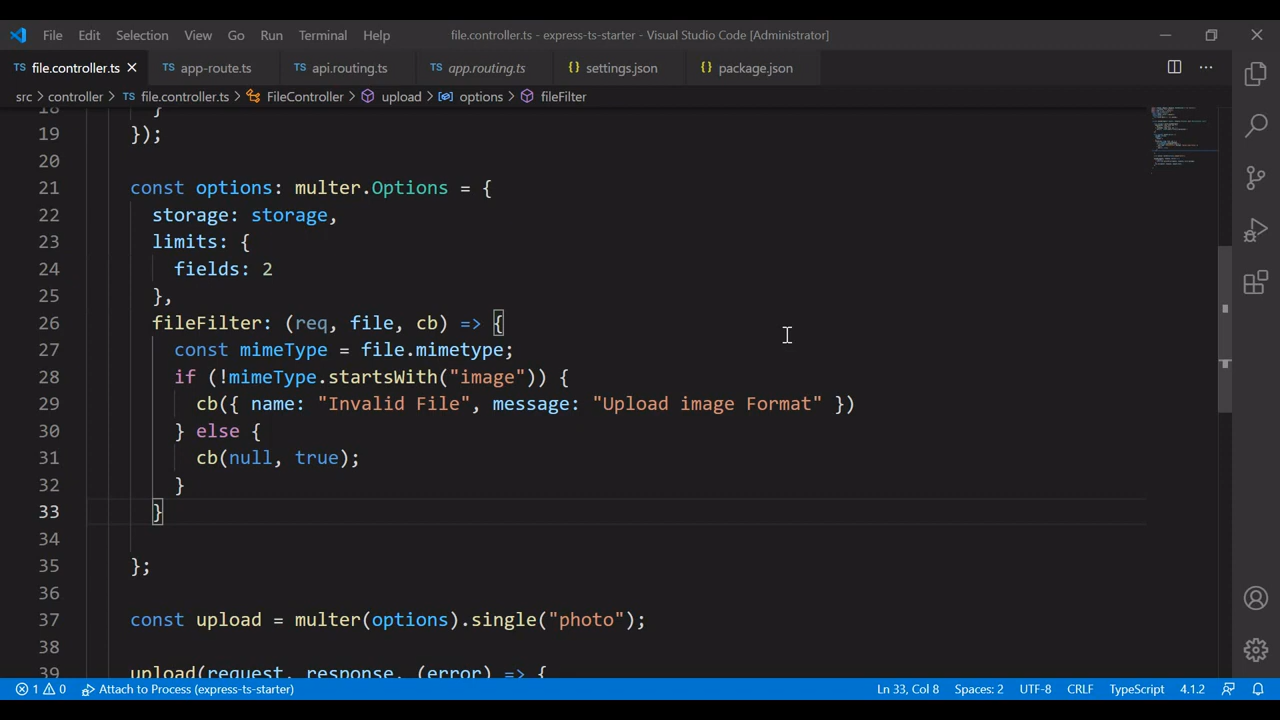 File Edit Selection View Go Run Terminal Help file.controller.ts - express-ts-starter - Visual Studio Code [Administrator]
TS file.controller.ts TS app-route.ts TS api.routing.ts TS app.routing.ts {} settings.json {} package.json
src > controller > TS file.controller.ts > FileController > upload > options > fileFilter
18 }
19 });
20
21 const options: multer.Options = {
22 storage: storage,
23 limits: {
24 fields: 2
25 },
26 fileFilter: (req, file, cb) => {
27 const mimeType = file.mimetype;
28 if (!mimeType.startsWith("image")) {
29 cb({ name: "Invalid File", message: "Upload image Format" })
30 } else {
31 cb(null, true);
32 }
33 }
34
35 };
36
37 const upload = multer(options).single("photo");
38
39 upload(request, response, (error) => {
1 0 Attach to Process (express-ts-starter) Ln 33, Col 8 Spaces: 2 UTF-8 CRLF TypeScript 4.1.2